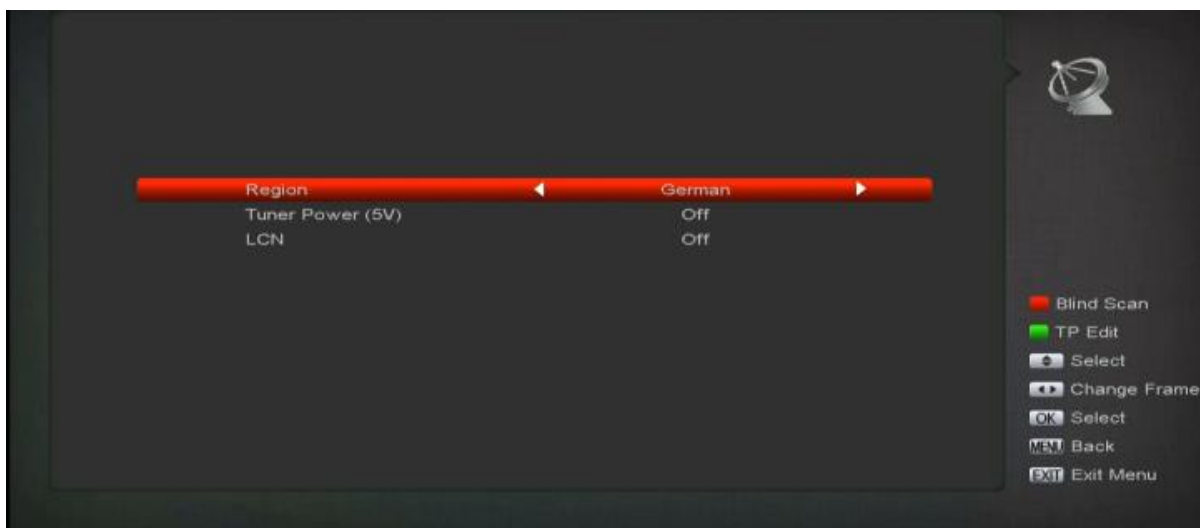 Region German
Tuner Power (5V) Off
LCN Off
Blind Scan
TP Edit
Select
Change Frame
OK Select
MENU Back
EXIT Exit Menu